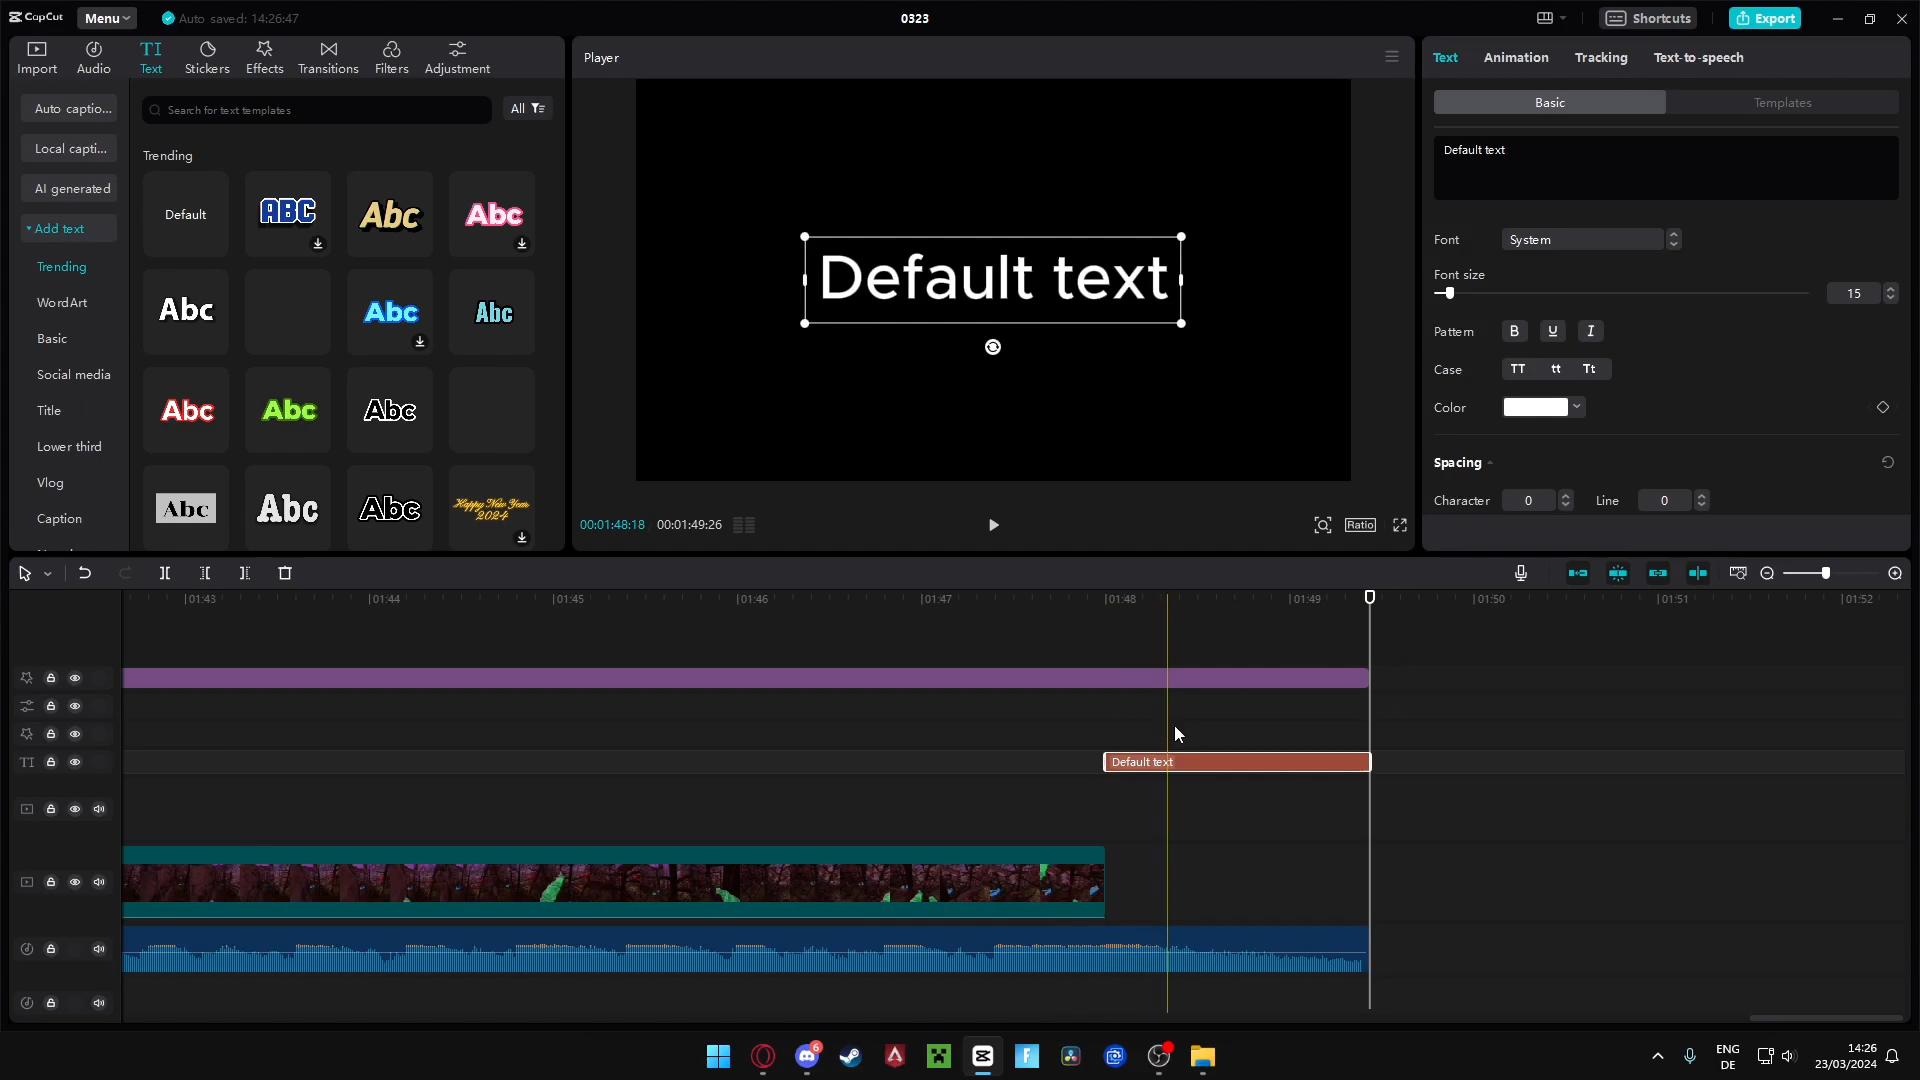 CapCut
Menu
Auto saved: 14:26:47
0323
Shortcuts
Export
Import
Audio
TI
Text
Stickers
Effects
Transitions
Filters
Adjustment
Player
Text
Animation
Tracking
Text-to-speech
Auto captio...
Local capti...
AI generated
Add text
Trending
WordArt
Basic
Social media
Title
Lower third
Vlog
Caption
Search for text templates
All
Trending
Default
ABC
Abc
Abc
Abc
Abc
Abc
Abc
Abc
Abc
Abc
Abc
Abc
Happy New Year
2024
Default text
00:01:48:18
00:01:49:26
Ratio
Basic
Templates
Default text
Font
System
Font size
15
Pattern
B
U
I
Case
TT
tt
Tt
Color
Spacing
Character
0
Line
0
01:43
01:44
01:45
01:46
01:47
01:48
01:49
01:50
01:51
01:52
TI
Default text
6
ENG
DE
14:26
23/03/2024